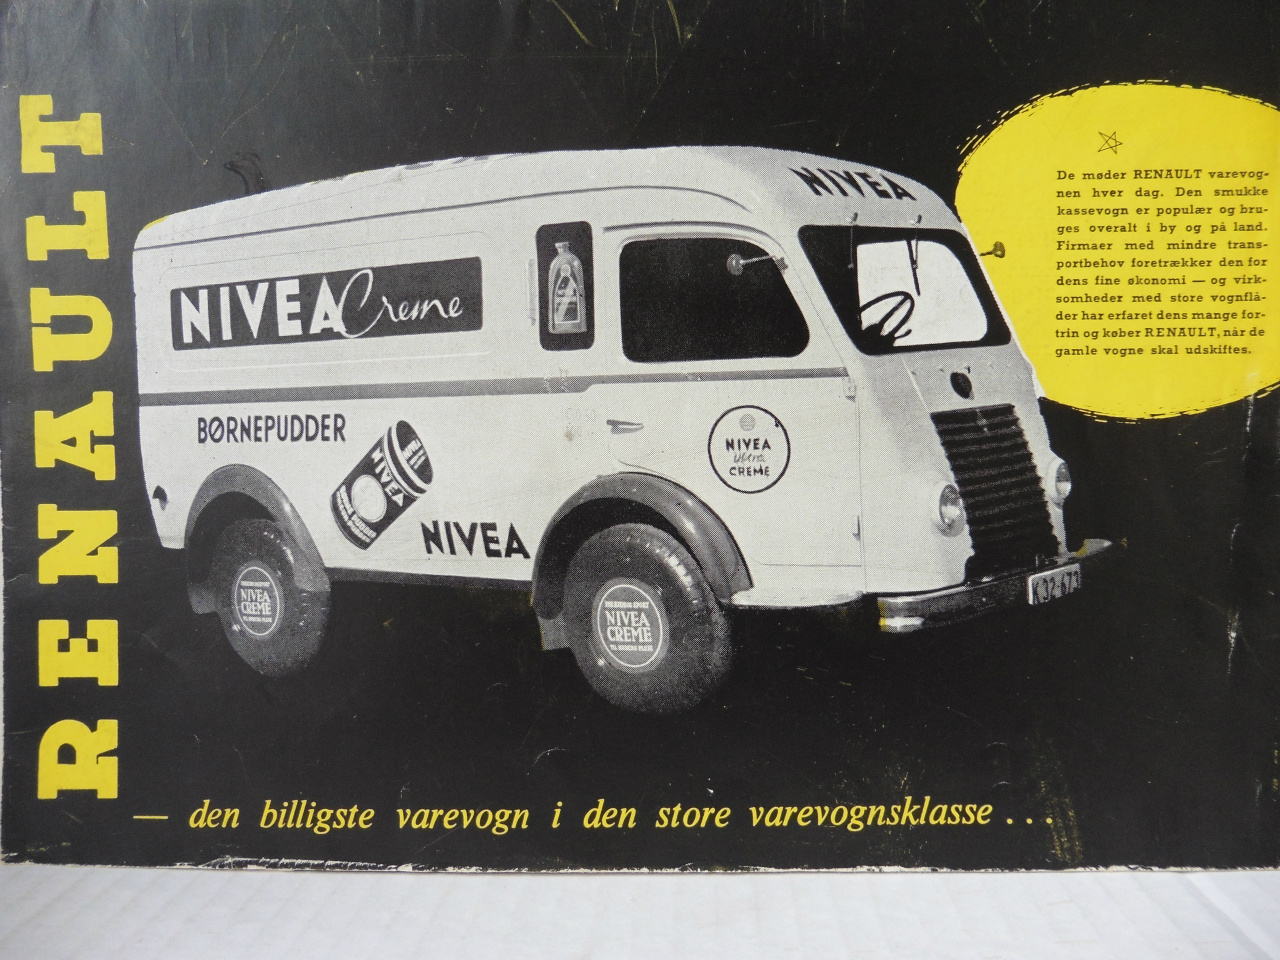 RENAULT
De møder RENAULT varevog-
nen hver dag. Den smukke
kassevogn er populær og bru-
ges overalt i by og på land.
Firmaer med mindre trans-
portbehov foretrækker den for
dens fine økonomi — og virk-
somheder med store vognflå-
der har erfaret dens mange for-
trin og køber RENAULT, når de
gamle vogne skal udskiftes.
NIVEA
NIVEA Creme
BØRNEPUDDER
NIVEA
NIVEA
NIVEA
CREME
NIVEA
CREME
NIVEA
CREME
K 32-673
— den billigste varevogn i den store varevognsklasse . . .